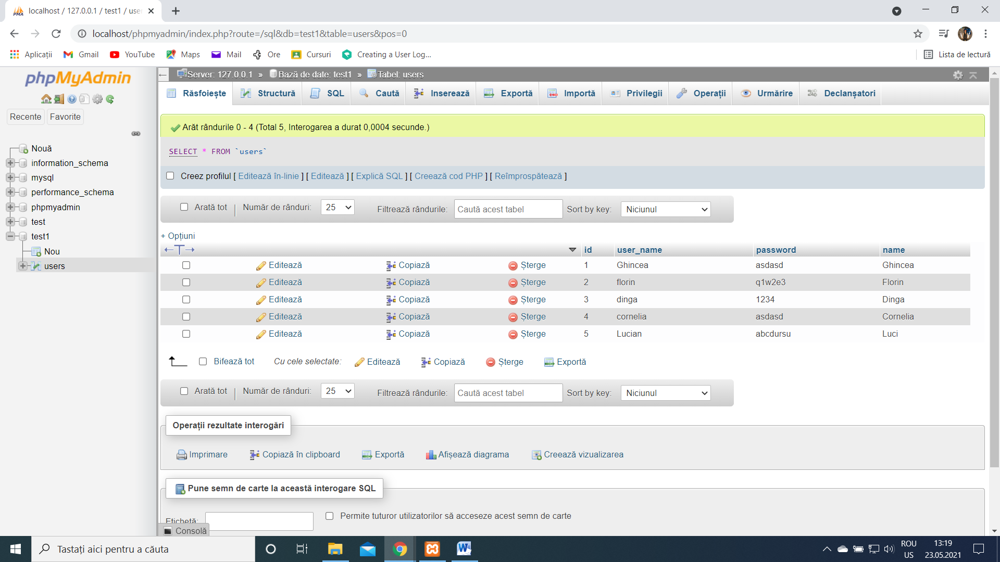 localhost / 127.0.0.1 / test1 / use
localhost/phpmyadmin/index.php?route=/sql&db=test1&table=users&pos=0
Aplicații Gmail YouTube Maps Mail Ore Cursuri Creating a User Log... Lista de lectură
phpMyAdmin
Recente Favorite
Nouă
information_schema
mysql
performance_schema
phpmyadmin
test
test1
Nou
users
Server: 127.0.0.1 » Bază de date: test1 » Tabel: users
Răsfoiește Structură SQL Caută Inserează Exportă Importă Privilegii Operații Urmărire Declanșatori
Arăt rândurile 0 - 4 (Total 5, Interogarea a durat 0,0004 secunde.)
SELECT * FROM `users`
Creez profilul [ Editează în-linie ] [ Editează ] [ Explică SQL ] [ Creează cod PHP ] [ Reîmprospătează ]
Arată tot | Număr de rânduri: 25 Filtrează rândurile: Caută acest tabel Sort by key: Niciunul
+ Opțiuni
←T→ id user_name password name
Editează Copiază Șterge 1 Ghincea asdasd Ghincea
Editează Copiază Șterge 2 florin q1w2e3 Florin
Editează Copiază Șterge 3 dinga 1234 Dinga
Editează Copiază Șterge 4 cornelia asdasd Cornelia
Editează Copiază Șterge 5 Lucian abcdursu Luci
Bifează tot Cu cele selectate: Editează Copiază Șterge Exportă
Arată tot | Număr de rânduri: 25 Filtrează rândurile: Caută acest tabel Sort by key: Niciunul
Operații rezultate interogări
Imprimare Copiază în clipboard Exportă Afișează diagrama Creează vizualizarea
Pune semn de carte la această interogare SQL
Etichetă: Permite tuturor utilizatorilor să acceseze acest semn de carte
Consolă
Tastați aici pentru a căuta
ROU
US
13:19
23.05.2021